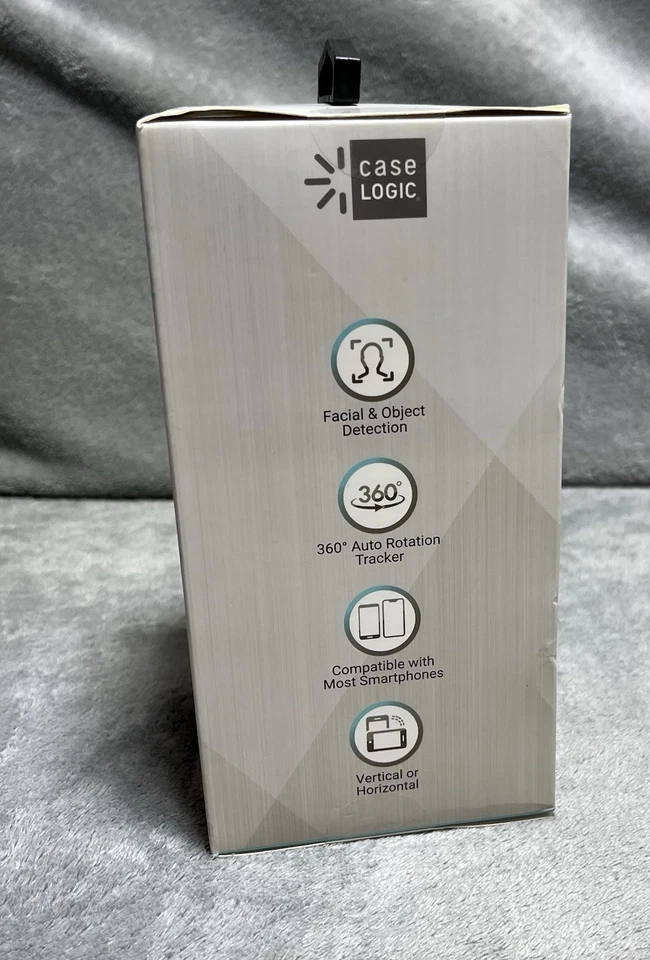 case
LOGIC
Facial & Object
Detection
360°
360° Auto Rotation
Tracker
Compatible with
Most Smartphones
Vertical or
Horizontal